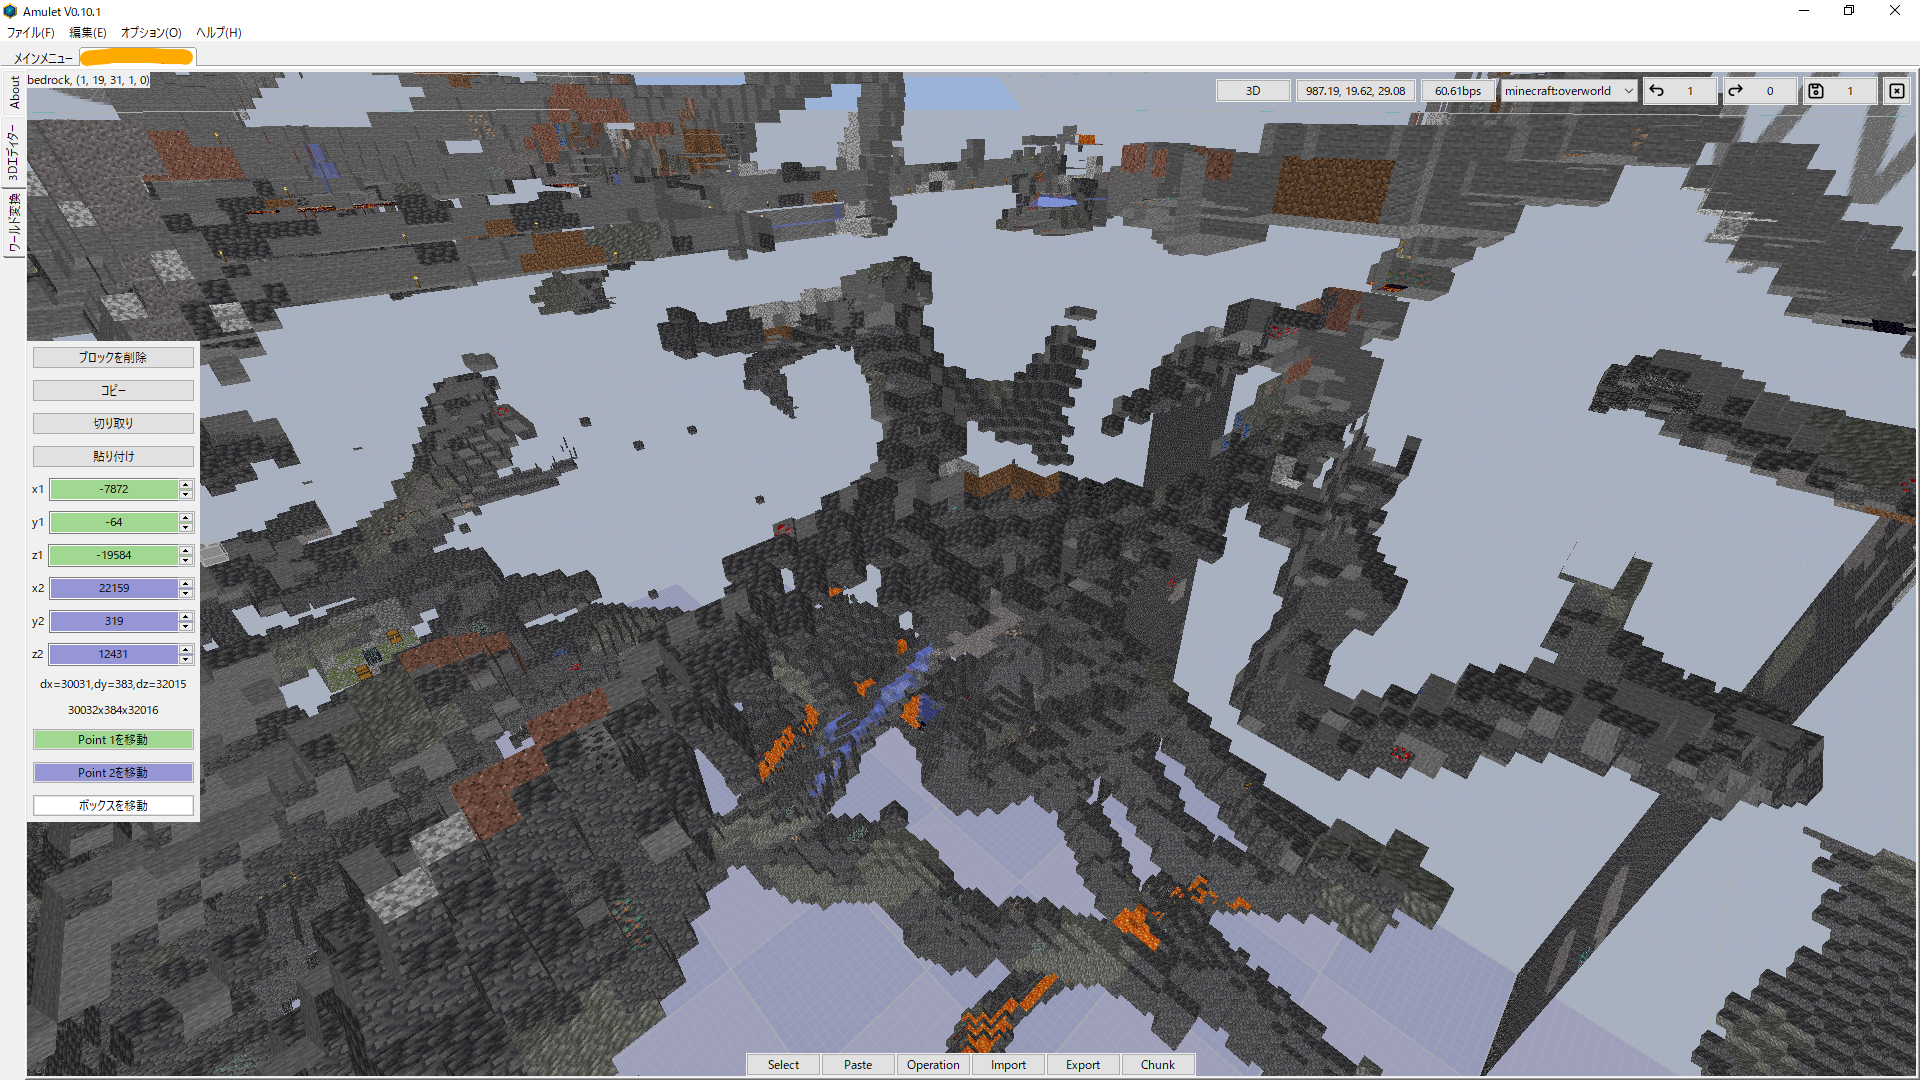 Amulet V0.10.1
ファイル(F) 編集(E) オプション(O) ヘルプ(H)
メインメニュー
About
3Dエディター
ワールド変換
bedrock, (1, 19, 31, 1, 0)
3D
987.19, 19.62, 29.08
60.61bps
minecraft:overworld
1
0
1
ブロックを削除
コピー
切り取り
貼り付け
x1 -7872
y1 -64
z1 -19584
x2 22159
y2 319
z2 12431
dx=30031,dy=383,dz=32015
30032x384x32016
Point 1を移動
Point 2を移動
ボックスを移動
Select Paste Operation Import Export Chunk